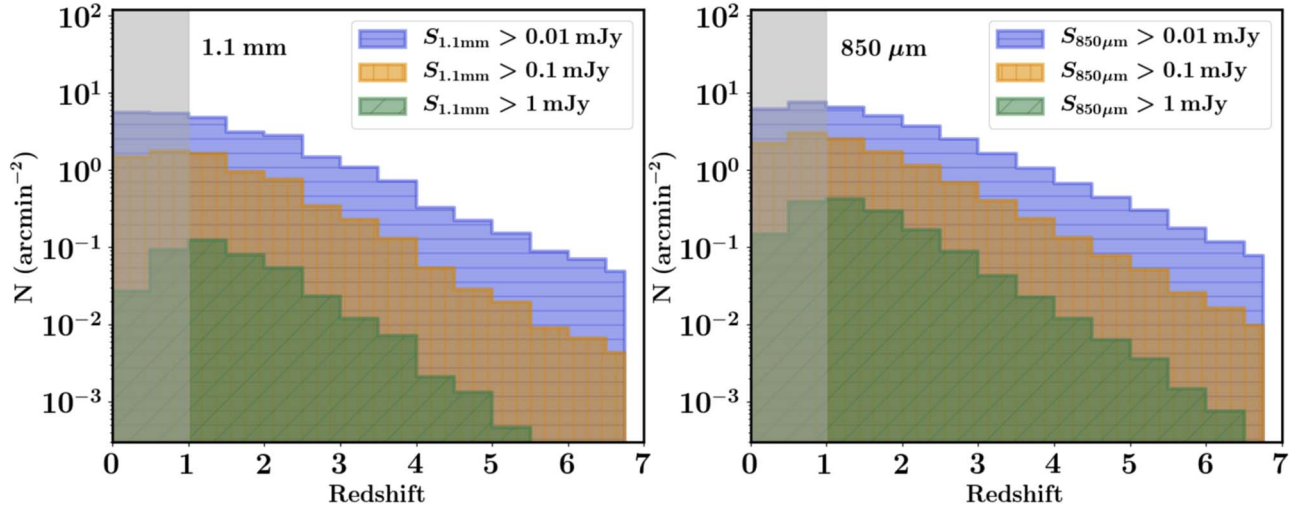 1.1 mm
S₁.₁mm > 0.01 mJy
S₁.₁mm > 0.1 mJy
S₁.₁mm > 1 mJy
10²
10¹
10⁰
10⁻¹
10⁻²
10⁻³
N (arcmin⁻²)
0 1 2 3 4 5 6 7
Redshift
850 μm
S₈₅₀μm > 0.01 mJy
S₈₅₀μm > 0.1 mJy
S₈₅₀μm > 1 mJy
10²
10¹
10⁰
10⁻¹
10⁻²
10⁻³
N (arcmin⁻²)
0 1 2 3 4 5 6 7
Redshift